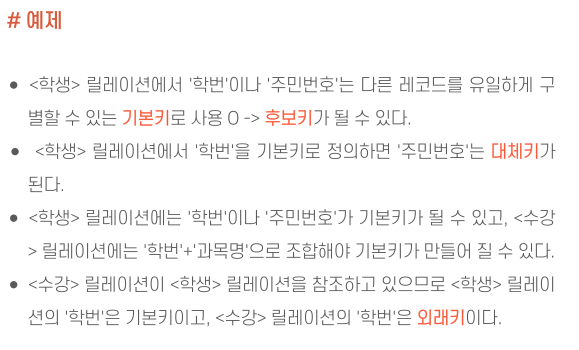 # 예제
● <학생> 릴레이션에서 '학번'이나 '주민번호'는 다른 레코드를 유일하게 구
별할 수 있는 기본키로 사용 O -> 후보키가 될 수 있다.
● <학생> 릴레이션에서 '학번'을 기본키로 정의하면 '주민번호'는 대체키가
된다.
● <학생> 릴레이션에는 '학번'이나 '주민번호'가 기본키가 될 수 있고, <수강
> 릴레이션에는 '학번'+'과목명'으로 조합해야 기본키가 만들어 질 수 있다.
● <수강> 릴레이션이 <학생> 릴레이션을 참조하고 있으므로 <학생> 릴레이
션의 '학번'은 기본키이고, <수강> 릴레이션의 '학번'은 외래키이다.